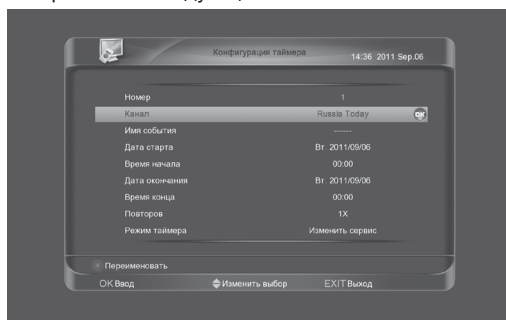 Конфигурация таймера 14:36 2011 Sep.06
Номер 1
Канал Russia Today OK
Имя события ------
Дата старта Вт. 2011/09/06
Время начала 00:00
Дата окончания Вт. 2011/09/06
Время конца 00:00
Повторов 1X
Режим таймера Изменить сервис
Переименовать
OK Ввод Изменить выбор EXIT Выход